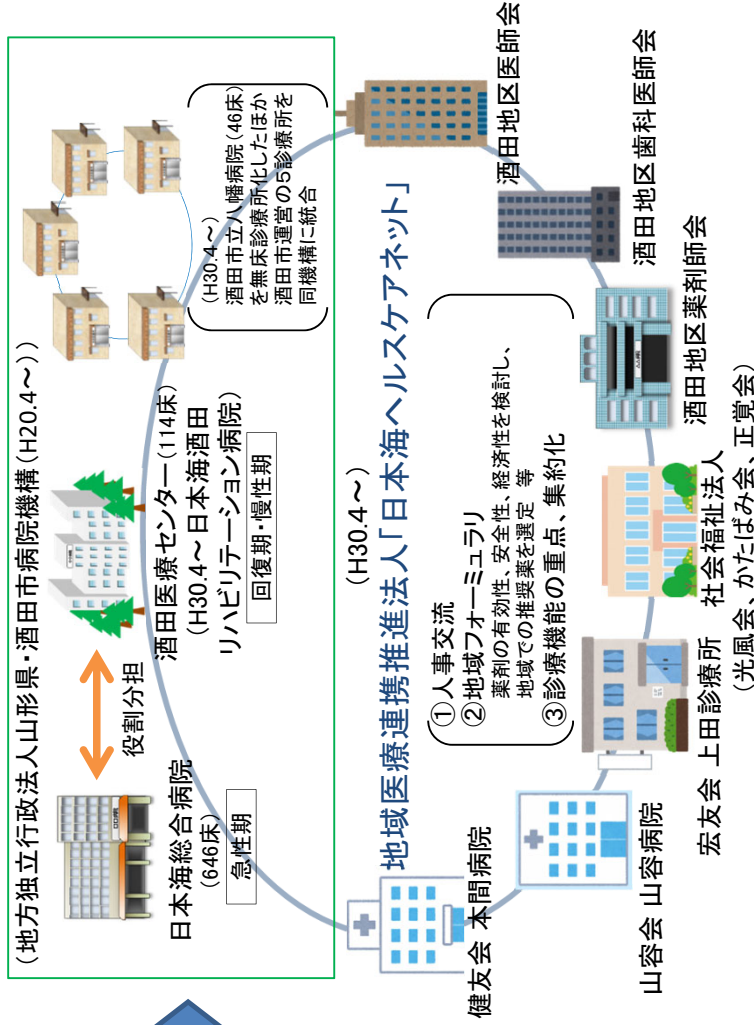 (地方独立行政法人山形県・酒田市病院機構(H20.4～))
日本海総合病院
(646床)
急性期
役割分担
酒田医療センター(114床)
(H30.4～日本海酒田
リハビリテーション病院)
回復期・慢性期
(H30.4～)
酒田市立八幡病院(46床)
を無床診療所化したほか
酒田市運営の5診療所を
同機構に統合
(H30.4～)
地域医療連携推進法人「日本海ヘルスケアネット」
①人事交流
②地域フォーミュラリ
薬剤の有効性、安全性、経済性を検討し、
地域での推奨薬を選定 等
③診療機能の重点、集約化
健友会 本間病院
山容会 山容病院
宏友会 上田診療所
社会福祉法人
(光風会、かたばみ会、正覚会)
酒田地区薬剤師会
酒田地区歯科医師会
酒田地区医師会